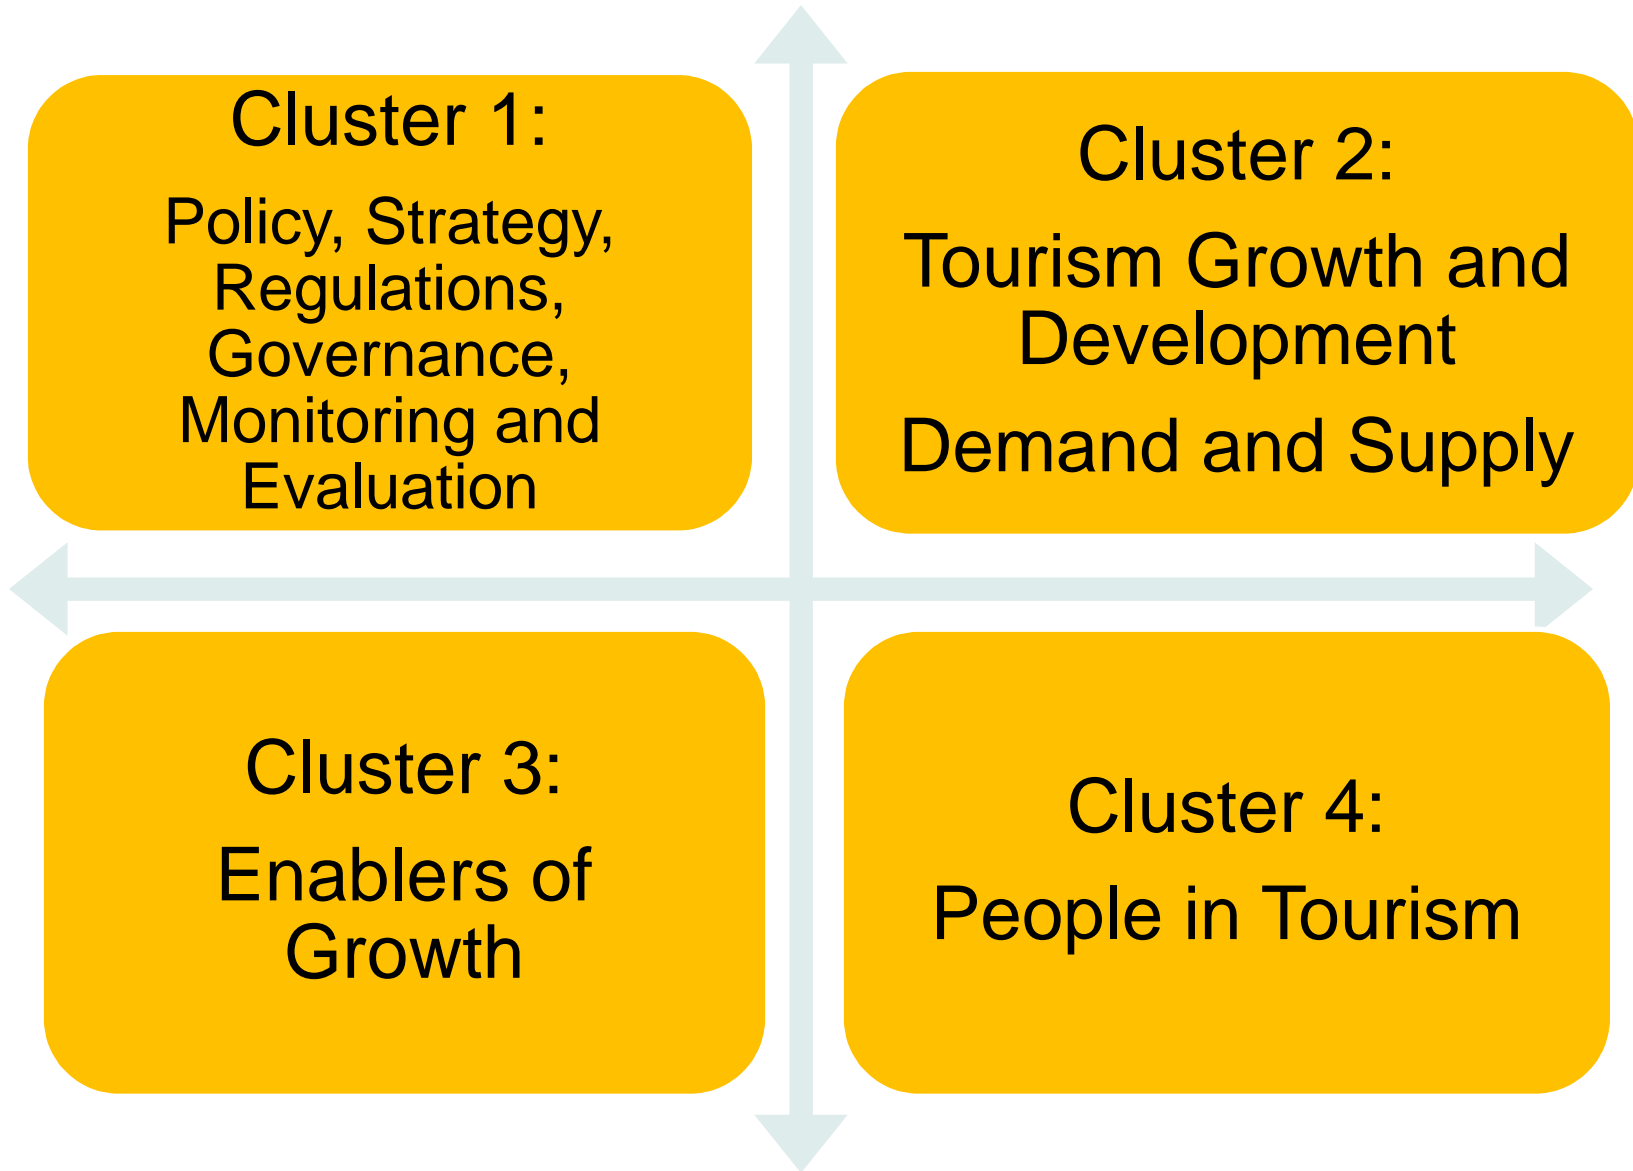 Cluster 1:
Policy, Strategy,
Regulations,
Governance,
Monitoring and
Evaluation
Cluster 2:
Tourism Growth and
Development
Demand and Supply
Cluster 3:
Enablers of
Growth
Cluster 4:
People in Tourism